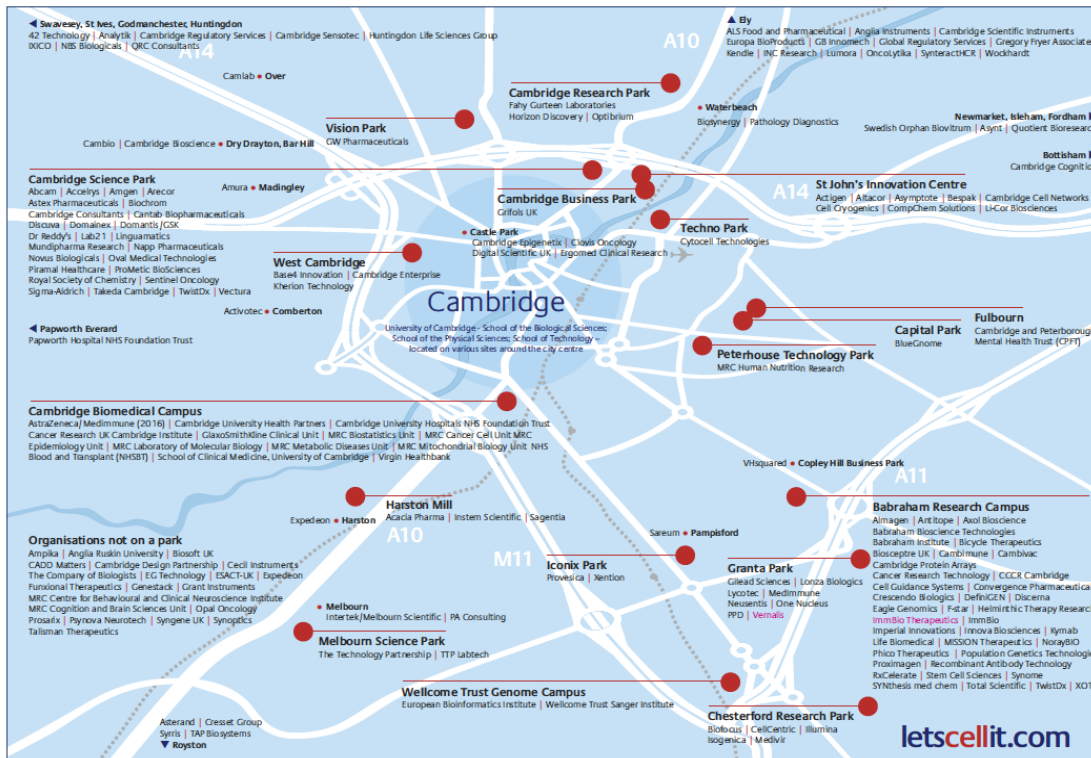 ◀ Swavesey, St Ives, Godmanchester, Huntingdon
42 Technology | Analytik | Cambridge Regulatory Services | Cambridge Sensotec | Huntingdon Life Sciences Group
IXICO | NBS Biologicals | QRC Consultants
A14
Camlab • Over
▲ Ely
ALS Food and Pharmaceutical | Anglia Instruments | Cambridge Scientific Instruments
Europa BioProducts | GB Innomech | Global Regulatory Services | Gregory Fryer Associates
Kendle | INC Research | Lumora | OncoLytika | SynteractHCR | Wockhardt
A10
Cambridge Research Park
Fahy Gurteen Laboratories
Horizon Discovery | Optibrium
• Waterbeach
Biosynergy | Pathology Diagnostics
Vision Park
GW Pharmaceuticals
Newmarket, Isleham, Fordham
Swedish Orphan Biovitrum | Asynt | Quotient Bioresearch
Cambio | Cambridge Bioscience • Dry Drayton, Bar Hill
Bottisham
Cambridge Cognition
Cambridge Science Park
Abcam | Accelrys | Amgen | Arecor
Astex Pharmaceuticals | Biochrom
Cambridge Consultants | Cantab Biopharmaceuticals
Discuva | Domainex | Domantis/GSK
Dr Reddy's | Lab21 | Linguamatics
Mundipharma Research | Napp Pharmaceuticals
Novus Biologicals | Oval Medical Technologies
Piramal Healthcare | ProMetic BioSciences
Royal Society of Chemistry | Sentinel Oncology
Sigma-Aldrich | Takeda Cambridge | TwistDx | Vectura
Amura • Madingley
Cambridge Business Park
Grifols UK
A14
St John's Innovation Centre
Actigen | Altacor | Asymptote | Bespak | Cambridge Cell Networks
Cell Cryogenics | CompChem Solutions | Li-Cor Biosciences
Techno Park
Cytocell Technologies
• Castle Park
Cambridge Epigenetix | Clovis Oncology
Digital Scientific UK | Ergomed Clinical Research
West Cambridge
Base4 Innovation | Cambridge Enterprise
Kherion Technology
Cambridge
University of Cambridge - School of the Biological Sciences;
School of the Physical Sciences; School of Technology –
located on various sites around the city centre
Activotec • Comberton
◀ Papworth Everard
Papworth Hospital NHS Foundation Trust
Fulbourn
Cambridge and Peterborough
Mental Health Trust (CPFT)
Capital Park
BlueGnome
Peterhouse Technology Park
MRC Human Nutrition Research
Cambridge Biomedical Campus
AstraZeneca/Medimmune (2016) | Cambridge University Health Partners | Cambridge University Hospitals NHS Foundation Trust
Cancer Research UK Cambridge Institute | GlaxoSmithKline Clinical Unit | MRC Biostatistics Unit | MRC Cancer Cell Unit MRC
Epidemiology Unit | MRC Laboratory of Molecular Biology | MRC Metabolic Diseases Unit | MRC Mitochondrial Biology Unit NHS
Blood and Transplant (NHSBT) | School of Clinical Medicine, University of Cambridge | Virgin Healthbank
VHsquared • Copley Hill Business Park
A11
Harston Mill
Acacia Pharma | Instem Scientific | Sagentia
Expedeon • Harston
A10
Babraham Research Campus
Aimagen | Antitope | Axol Bioscience
Babraham Bioscience Technologies
Babraham Institute | Bicycle Therapeutics
Biosceptre UK | Cambimune | Cambivac
Cambridge Protein Arrays
Cancer Research Technology | CCCR Cambridge
Cell Guidance Systems | Convergence Pharmaceuticals
Crescendo Biologics | DefiniGEN | Discerna
Eagle Genomics | F-star | Helminthic Therapy Research
ImmBio Therapeutics | ImmBio
Imperial Innovations | Innova Biosciences | Kymab
Life Biomedical | MISSION Therapeutics | NorayBIO
Phico Therapeutics | Population Genetics Technologies
Proximagen | Recombinant Antibody Technology
RxCelerate | Stem Cell Sciences | Synome
SYNthesis med chem | Total Scientific | TwistDx | XO1
Organisations not on a park
Ampika | Anglia Ruskin University | Biosoft UK
CADD Matters | Cambridge Design Partnership | Cecil Instruments
The Company of Biologists | EG Technology | ESACT-UK | Expedeon
Funxional Therapeutics | Genestack | Grant Instruments
MRC Centre for Behavioural and Clinical Neuroscience Institute
MRC Cognition and Brain Sciences Unit | Opal Oncology
Prosarix | Psynova Neurotech | Syngene UK | Synoptics
Talisman Therapeutics
Sareum • Pampisford
M11
Iconix Park
Provesica | Xention
Granta Park
Gilead Sciences | Lonza Biologics
Lycotec | Medimmune
Neusentis | One Nucleus
PPD | Vernalis
• Melbourn
Intertek/Melbourn Scientific | PA Consulting
Melbourn Science Park
The Technology Partnership | TTP Labtech
Wellcome Trust Genome Campus
European Bioinformatics Institute | Wellcome Trust Sanger Institute
Chesterford Research Park
Biofocus | CellCentric | Illumina
Isogenica | Medivir
Asterand | Cresset Group
Syrris | TAP Biosystems
▼ Royston
letscellit.com